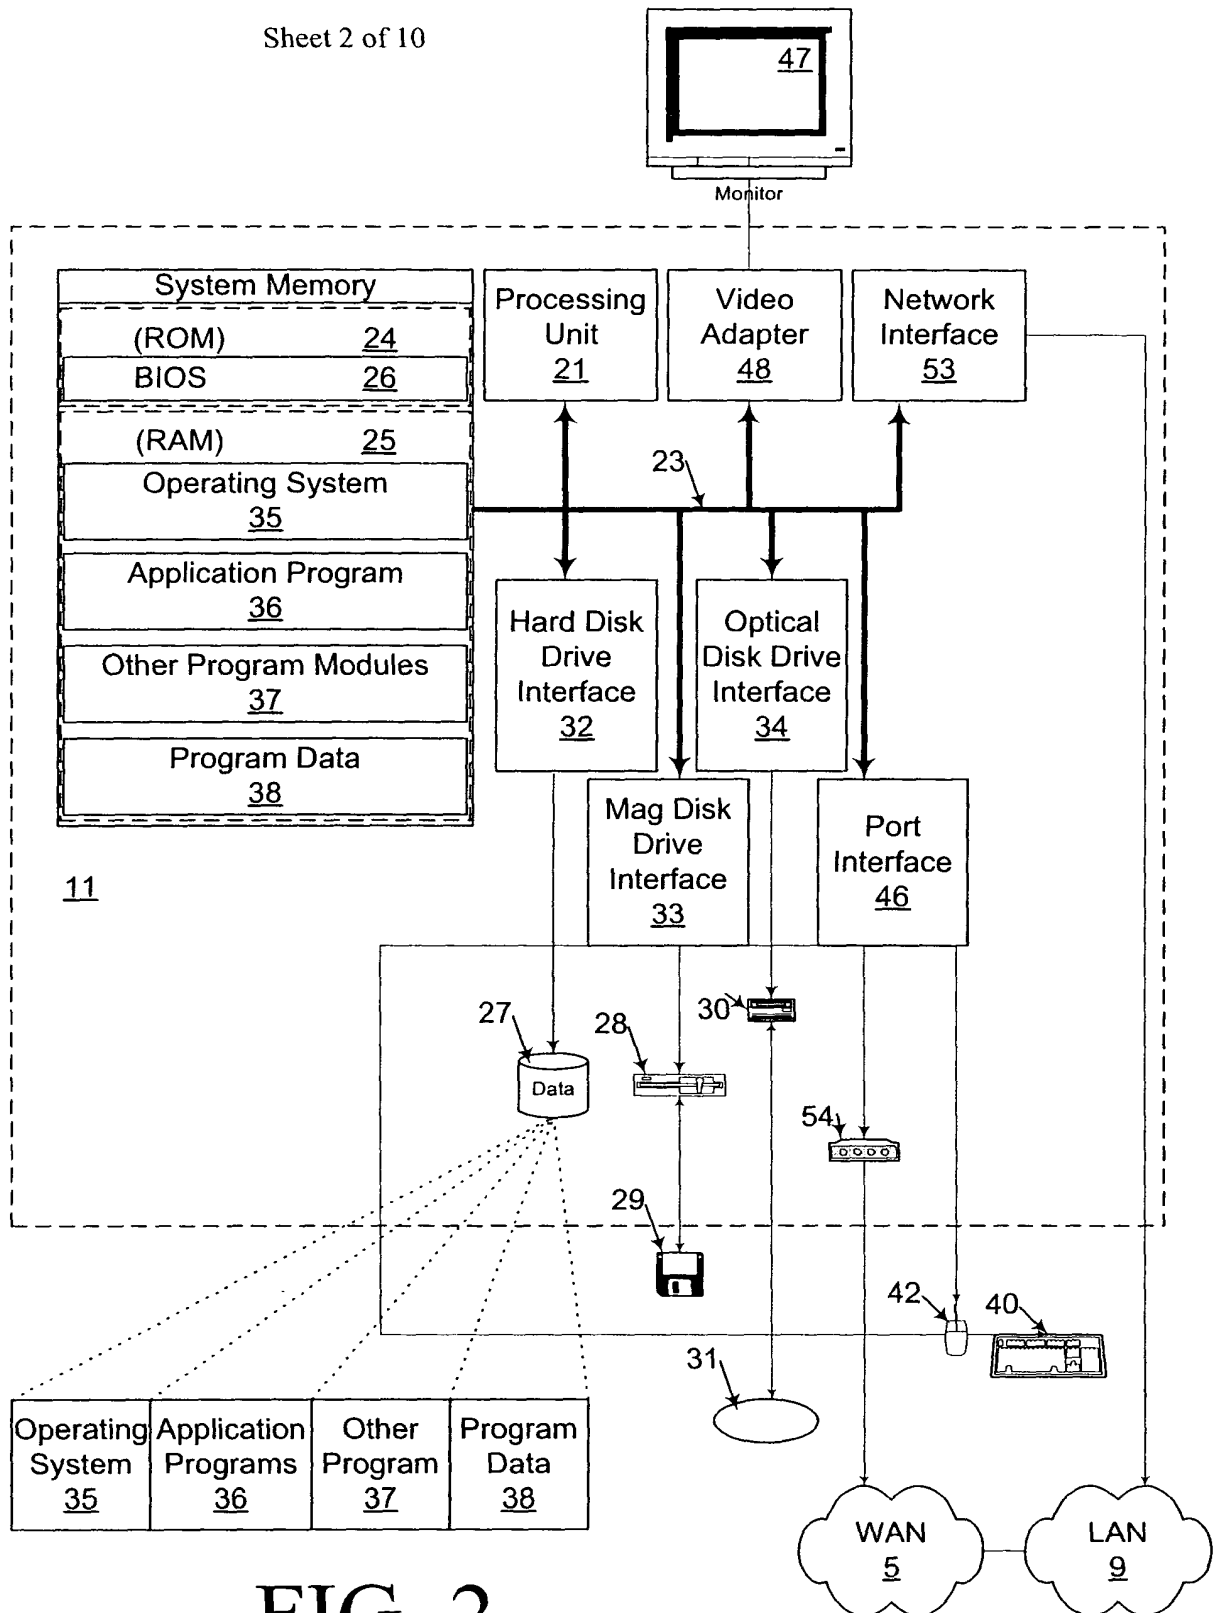 Sheet 2 of 10
47
Monitor
System Memory
(ROM) 24
BIOS 26
(RAM) 25
Operating System
35
Application Program
36
Other Program Modules
37
Program Data
38
Processing
Unit
21
Video
Adapter
48
Network
Interface
53
23
Hard Disk
Drive
Interface
32
Optical
Disk Drive
Interface
34
Mag Disk
Drive
Interface
33
Port
Interface
46
11
27
Data
28
30
54
29
42
40
31
Operating
System
35
Application
Programs
36
Other
Program
37
Program
Data
38
WAN
5
LAN
9
FIG. 2